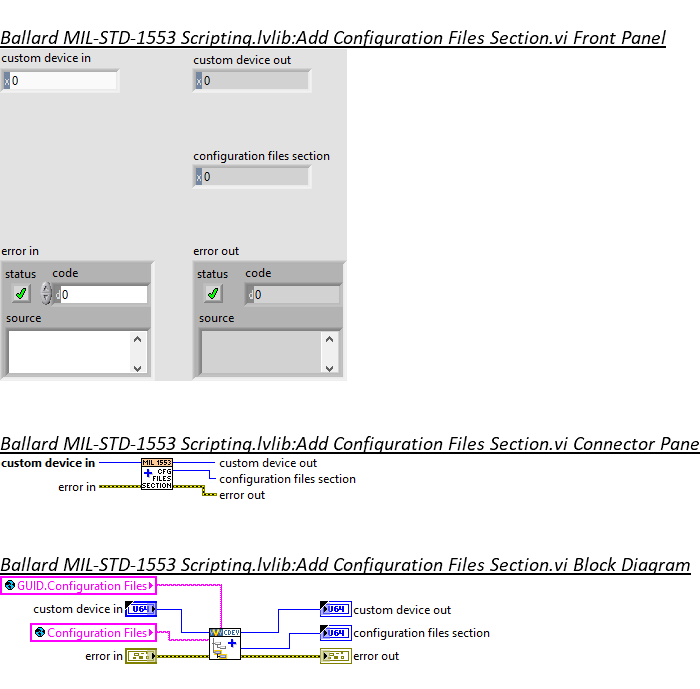 Ballard MIL-STD-1553 Scripting.lvlib:Add Configuration Files Section.vi Front Panel
custom device in
custom device out
x 0
x 0
configuration files section
x 0
error in
error out
status code
status code
d 0
d 0
source
source
Ballard MIL-STD-1553 Scripting.lvlib:Add Configuration Files Section.vi Connector Pane
custom device in
MIL 1553
custom device out
+ CFG
FILES
SECTION
configuration files section
error in
error out
Ballard MIL-STD-1553 Scripting.lvlib:Add Configuration Files Section.vi Block Diagram
GUID.Configuration Files
custom device in
U64
U64
custom device out
Configuration Files
CDEV
U64
configuration files section
error in
error out